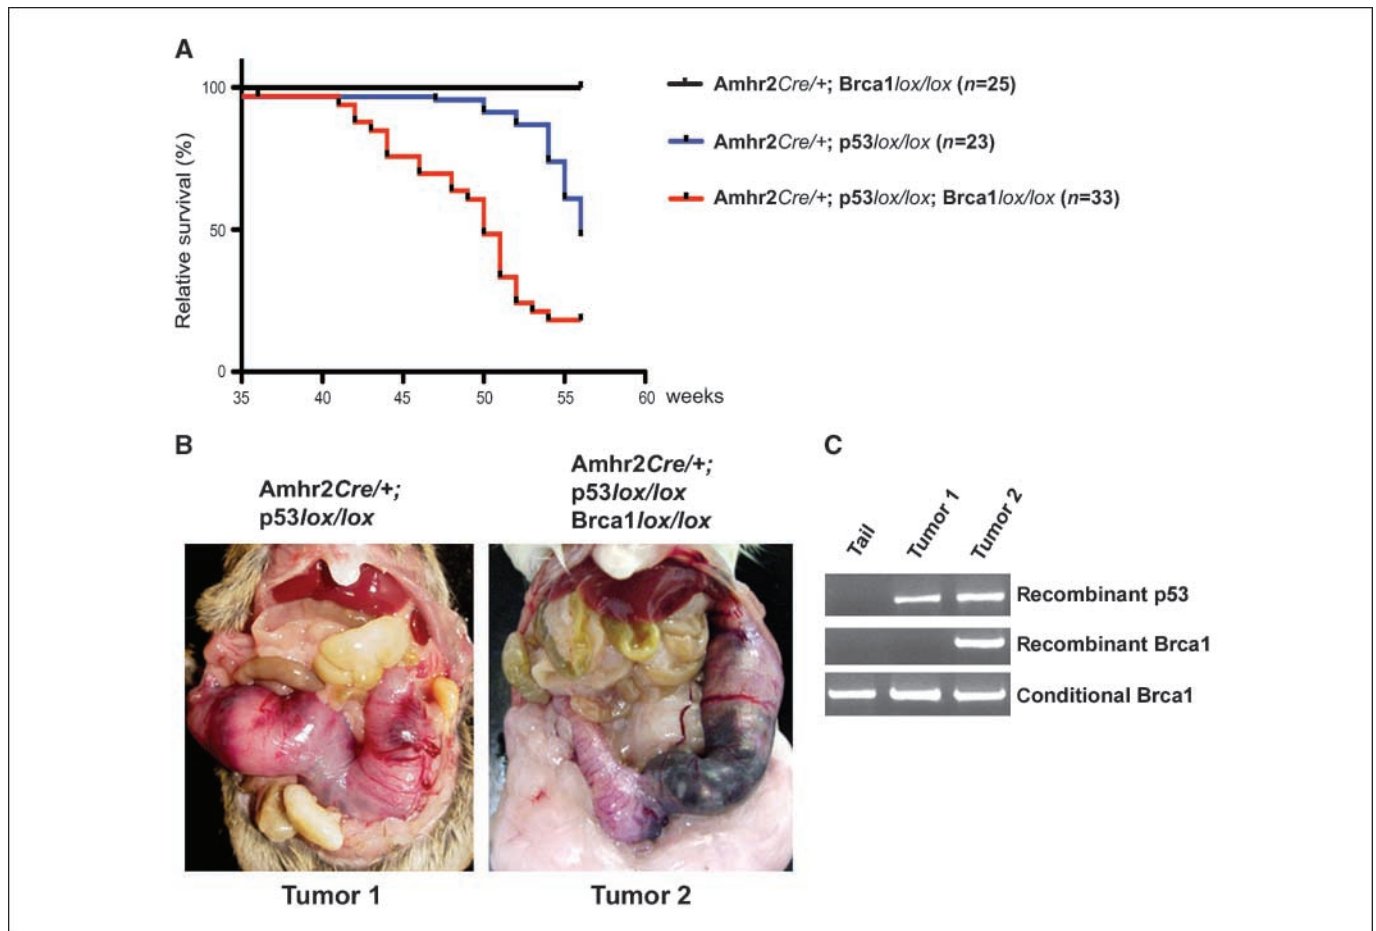 A
100
50
0
Relative survival (%)
35 40 45 50 55 60 weeks
Amhr2Cre/+; Brca1lox/lox (n=25)
Amhr2Cre/+; p53lox/lox (n=23)
Amhr2Cre/+; p53lox/lox; Brca1lox/lox (n=33)
B
Amhr2Cre/+;
p53lox/lox
Amhr2Cre/+;
p53lox/lox
Brca1lox/lox
Tumor 1
Tumor 2
C
Tail
Tumor 1
Tumor 2
Recombinant p53
Recombinant Brca1
Conditional Brca1